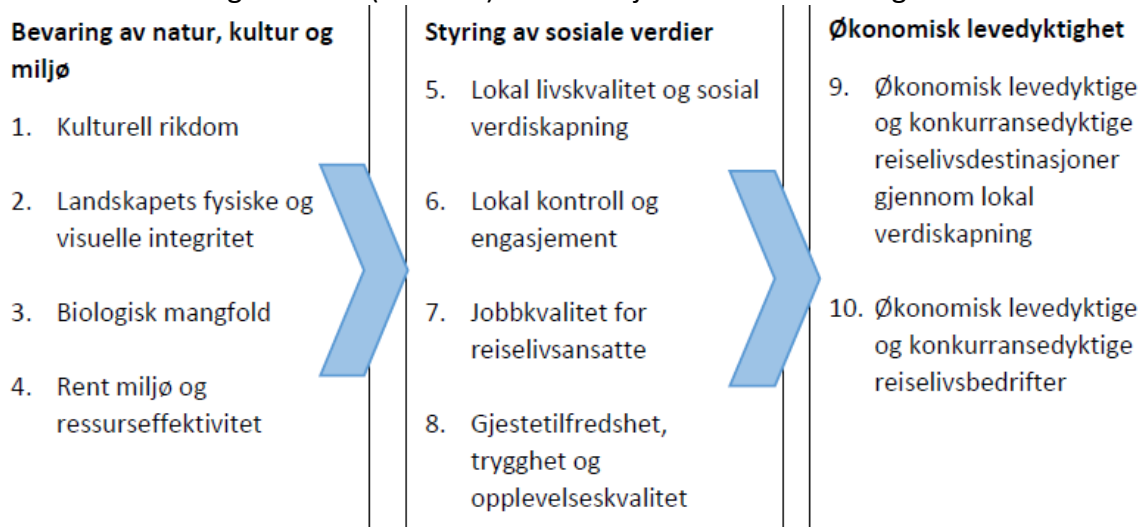 Bevaring av natur, kultur og
miljø
1. Kulturell rikdom
2. Landskapets fysiske og
visuelle integritet
3. Biologisk mangfold
4. Rent miljø og
ressurseffektivitet
Styring av sosiale verdier
5. Lokal livskvalitet og sosial
verdiskapning
6. Lokal kontroll og
engasjement
7. Jobbkvalitet for
reiselivsansatte
8. Gjestetilfredshet,
trygghet og
opplevelseskvalitet
Økonomisk levedyktighet
9. Økonomisk levedyktige
og konkurransedyktige
reiselivsdestinasjoner
gjennom lokal
verdiskapning
10. Økonomisk levedyktige
og konkurransedyktige
reiselivsbedrifter